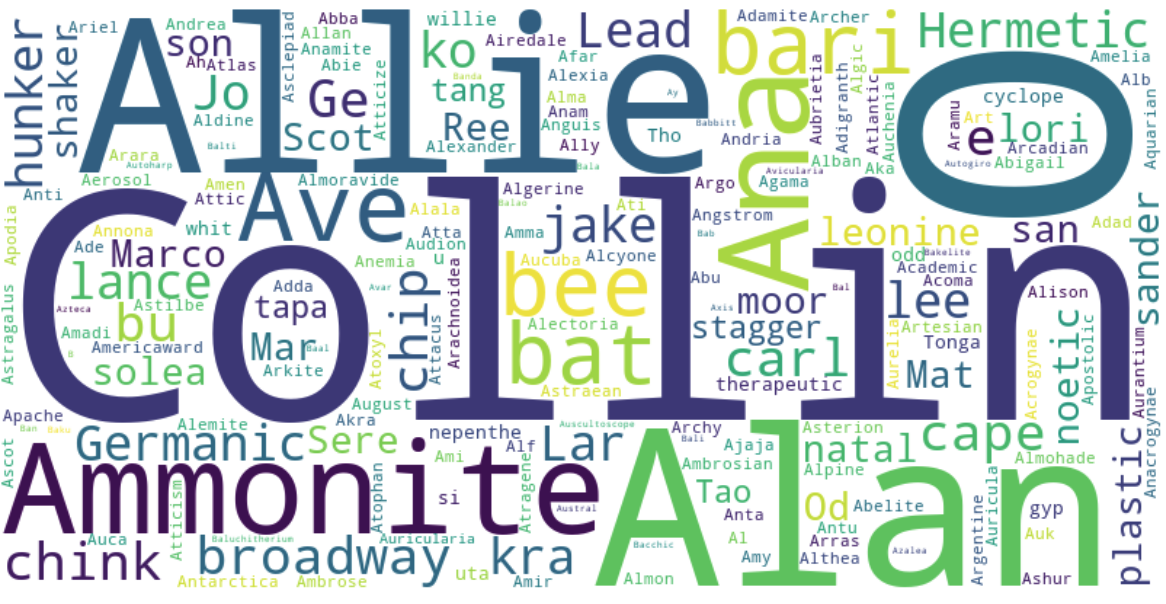 Allie
Collin
Alan
O
Ammonite
Anam
bari
Ave
bee
bat
Hermetic
Lead
hunker
shaker
Ariel
Andrea
son
Ah
Atlas
Jo
Aldine
Arara
Autoharp
Balti
Asclepiad
Abba
Allan
Anamite
Abie
Ge
Scot
Atticize
willie
ko
tang
Banda
Ree
Alexander
Airedale
Afar
Alexia
Alma
Anam
Anguis
Ally
Bala
Ay
Tho
Babbitt
Andria
Adamite
Archer
Aubrietia
Adigranth
Algic
Atlantic
Auchenia
Alban
Aka
Avicularia
Agama
Argo
Angstrom
Bab
Abu
Amelia
Alb
Aquarian
cyclope
Aramu
Art
e
lori
Arcadian
Abigail
Autogiro
Aerosol
Anti
Amen
Attic
Almoravide
Alala
Atta
Audion
u
Algerine
Balao
Ati
Amma
jake
Aucuba
Alcyone
Alectoria
Astraean
leonine
odd
Bakelite
Academic
Acoma
san
Adad
sander
Apodia
Annona
Ade
whit
Marco
lance
Azteca
Astilbe
Amadi
bu
Americaward
solea
Astragalus
B
Adda
tapa
Mar
Baal
Arkite
Anemia
Avar
Atoxyl
chip
Attacus
Arachnoidea
Axis
Bal
moor
stagger
carl
therapeutic
lee
Alison
Artesian
Tonga
Aurelia
Mat
Acrogynae
noetic
Apostolic
Aurantium
Anacrogynae
Apache
Ban
Baku
Ascot
Alemite
Germanic
Sere
August
Akra
nepenthe
Alf
Ami
Auscultoscope
Lar
Archy
Bali
Ajaja
Ambrosian
Tao
Anta
Al
Amy
Asterion
natal
Alpine
Od
Abelite
Antu
Arras
Althea
Azalea
cape
Almohade
Auricula
Argentine
gyp
Auk
Ashur
plastic
Atophan
si
Atragene
Austral
Auca
Atticism
Baluchitherium
Auricularia
chink
broadway
kra
Antarctica
Ambrose
uta
Amir
Bacchic
Almon